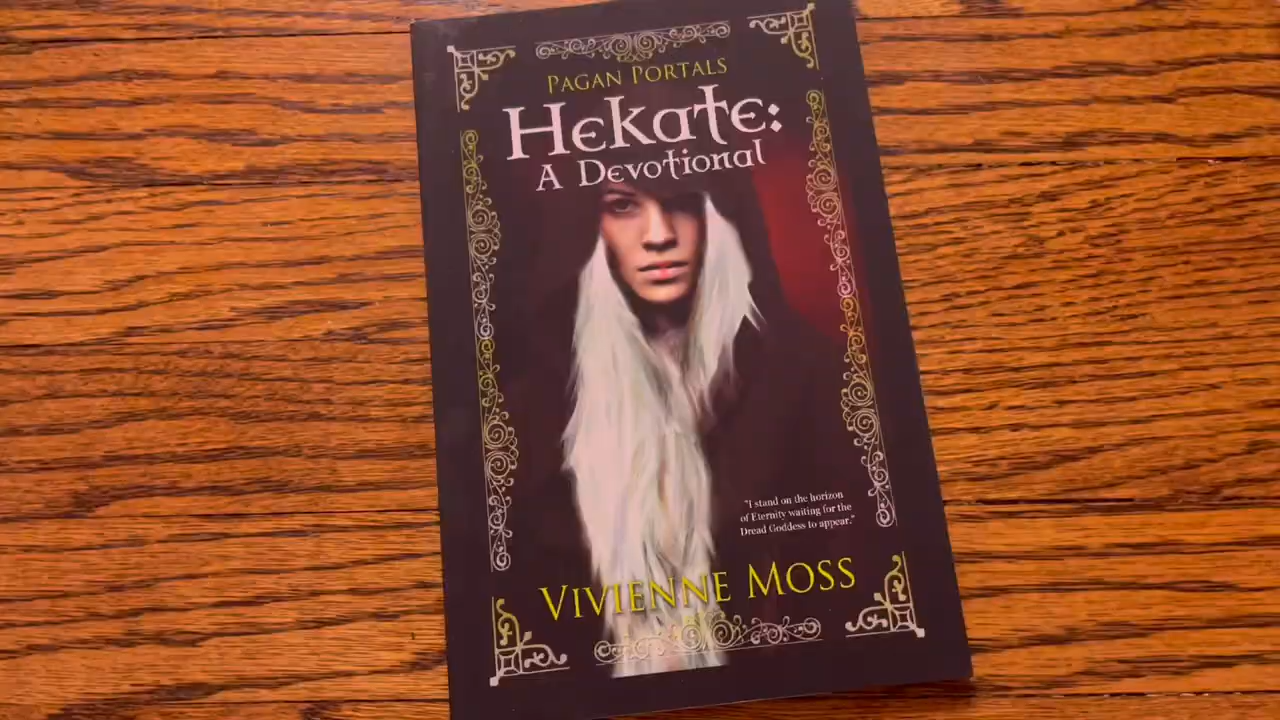 PAGAN PORTALS
Hekate:
A Devotional
"I stand on the horizon
of Eternity waiting for the
Dread Goddess to appear."
VIVIENNE MOSS